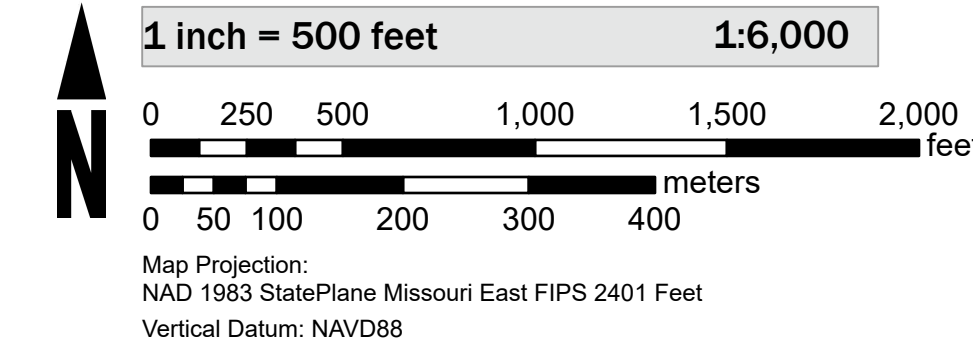 1 inch = 500 feet 1:6,000
0 250 500 1,000 1,500 2,000
feet
meters
0 50 100 200 300 400
N
Map Projection:
NAD 1983 StatePlane Missouri East FIPS 2401 Feet
Vertical Datum: NAVD88